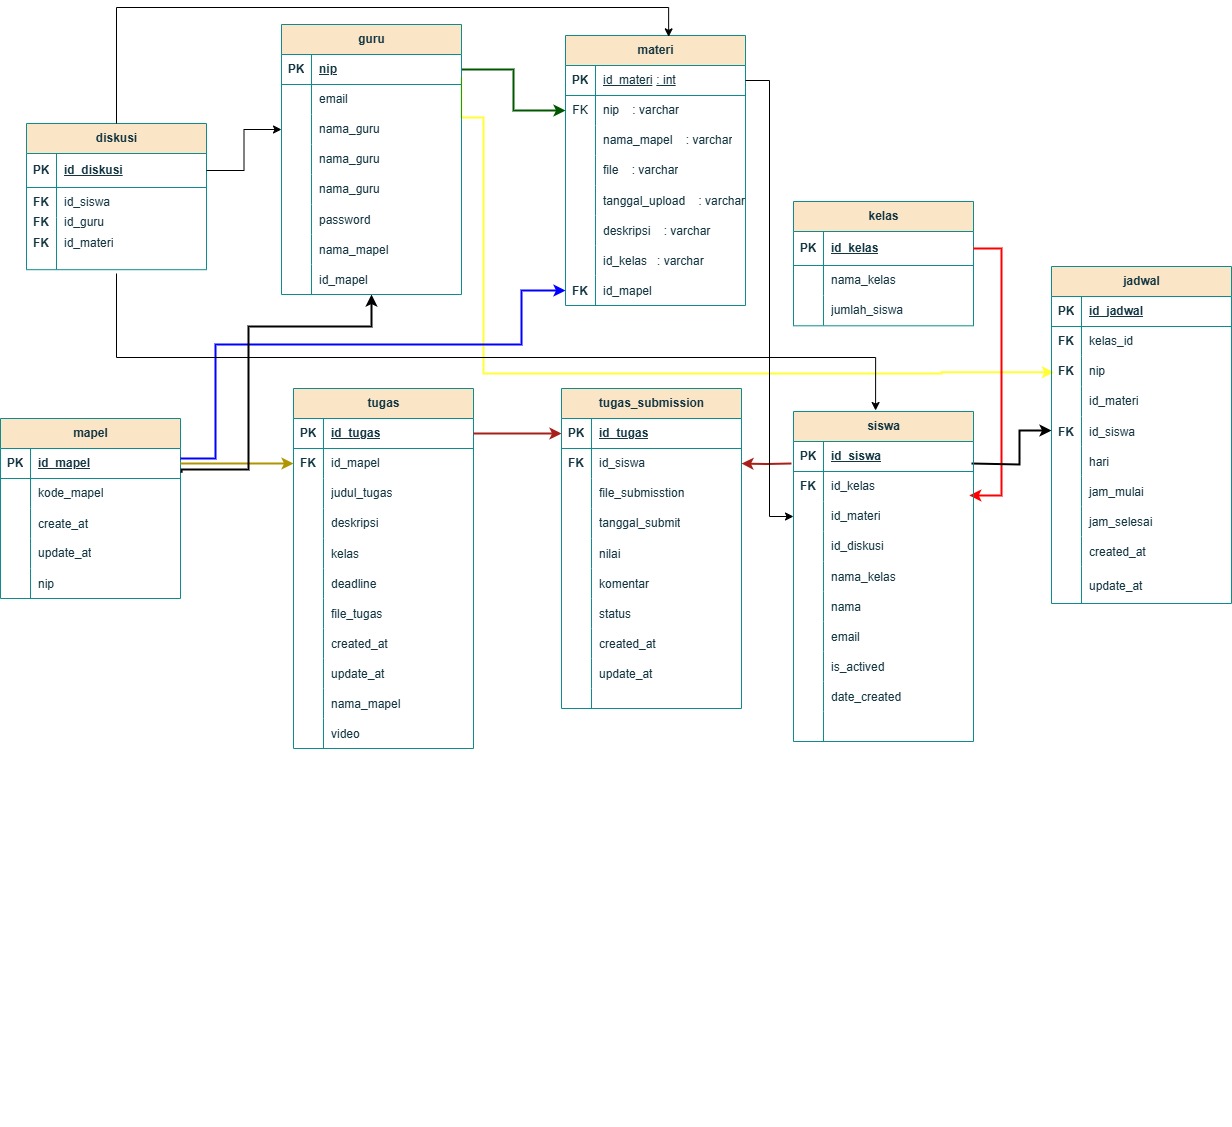 diskusi
PK id_diskusi
FK id_siswa
FK id_guru
FK id_materi
guru
PK nip
email
nama_guru
nama_guru
nama_guru
password
nama_mapel
id_mapel
materi
PK id_materi : int
FK nip : varchar
nama_mapel : varchar
file : varchar
tanggal_upload : varchar
deskripsi : varchar
id_kelas : varchar
FK id_mapel
kelas
PK id_kelas
nama_kelas
jumlah_siswa
jadwal
PK id_jadwal
FK kelas_id
FK nip
id_materi
FK id_siswa
hari
jam_mulai
jam_selesai
created_at
update_at
mapel
PK id_mapel
kode_mapel
create_at
update_at
nip
tugas
PK id_tugas
FK id_mapel
judul_tugas
deskripsi
kelas
deadline
file_tugas
created_at
update_at
nama_mapel
video
tugas_submission
PK id_tugas
FK id_siswa
file_submisstion
tanggal_submit
nilai
komentar
status
created_at
update_at
siswa
PK id_siswa
FK id_kelas
id_materi
id_diskusi
nama_kelas
nama
email
is_actived
date_created